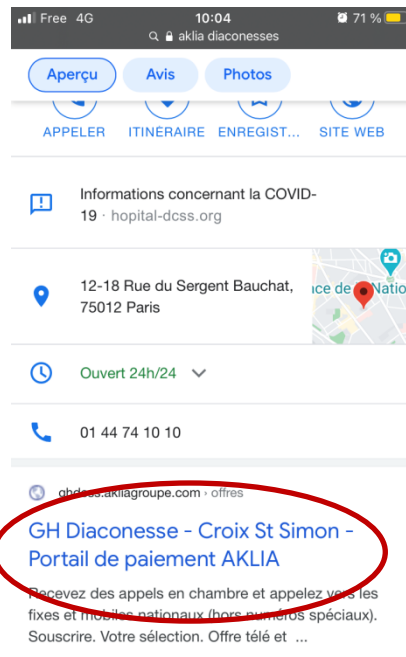 Free 4G 10:04 71 %
aklia diaconesses
Aperçu Avis Photos
APPELER ITINÉRAIRE ENREGIST... SITE WEB
Informations concernant la COVID-
19 · hopital-dcss.org
12-18 Rue du Sergent Bauchat,
75012 Paris
ce de Natio
Ouvert 24h/24
01 44 74 10 10
ghdcss.akliagroupe.com › offres
GH Diaconesse - Croix St Simon -
Portail de paiement AKLIA
Recevez des appels en chambre et appelez vers les
fixes et mobiles nationaux (hors numéros spéciaux).
Souscrire. Votre sélection. Offre télé et ...